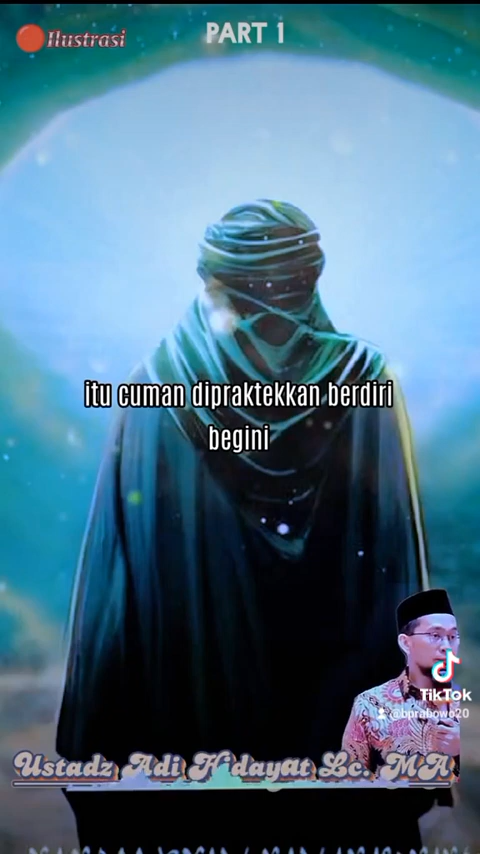 PART 1
Ilustrasi
itu cuman dipraktekkan berdiri
begini
TikTok
@bprabowo20
Ustadz Adi Hidayat Lc. MA